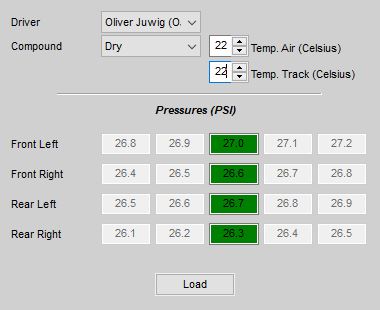 Driver Oliver Juwig (O.
Compound Dry 22 Temp. Air (Celsius)
22 Temp. Track (Celsius)
Pressures (PSI)
Front Left 26.8 26.9 27.0 27.1 27.2
Front Right 26.4 26.5 26.6 26.7 26.8
Rear Left 26.5 26.6 26.7 26.8 26.9
Rear Right 26.1 26.2 26.3 26.4 26.5
Load